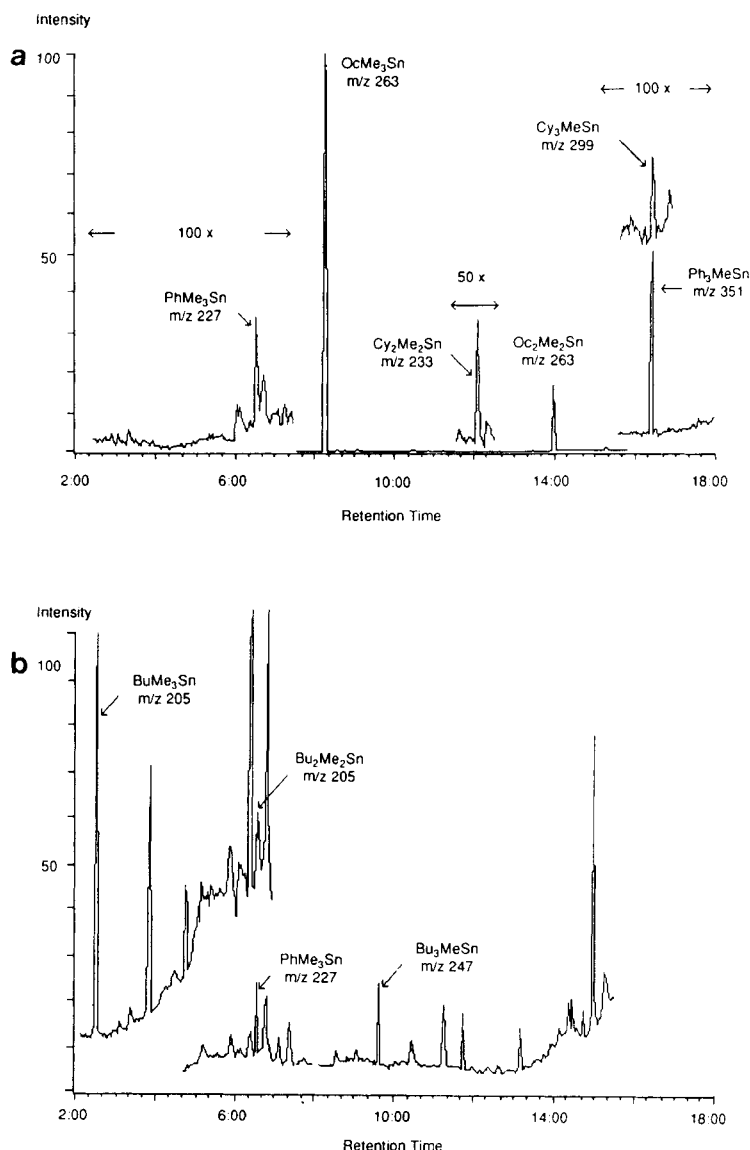 Intensity
a
100
50
OcMe₃Sn
m/z 263
100 x
Cy₃MeSn
m/z 299
100 x
PhMe₃Sn
m/z 227
50 x
Cy₂Me₂Sn
m/z 233
Oc₂Me₂Sn
m/z 263
Ph₃MeSn
m/z 351
2:00 6:00 10:00 14:00 18:00
Retention Time
Intensity
b
100
50
BuMe₃Sn
m/z 205
Bu₂Me₂Sn
m/z 205
PhMe₃Sn
m/z 227
Bu₃MeSn
m/z 247
2:00 6:00 10:00 14:00 18:00
Retention Time